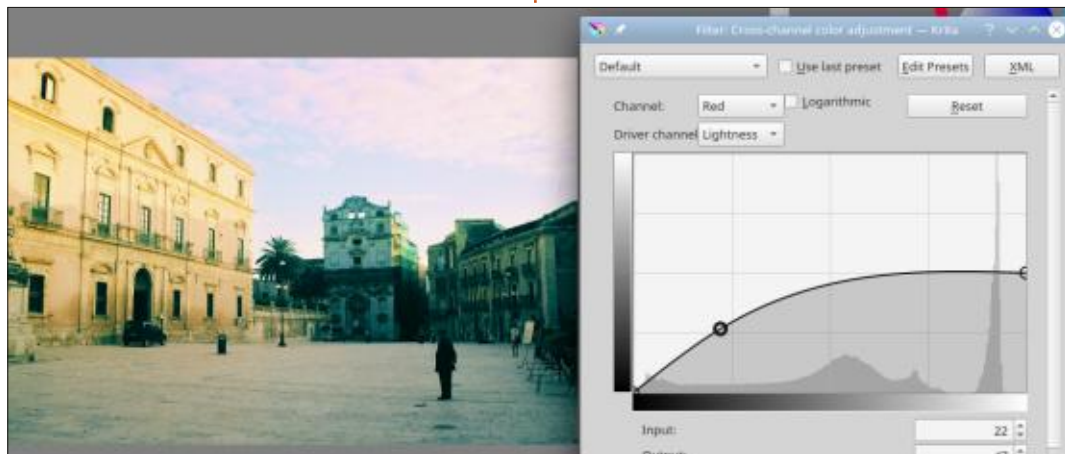 Filter: Cross-channel color adjustment — Krita
Default
Use last preset
Edit Presets
XML
Channel:
Red
Logarithmic
Reset
Driver channel
Lightness
Input:
22